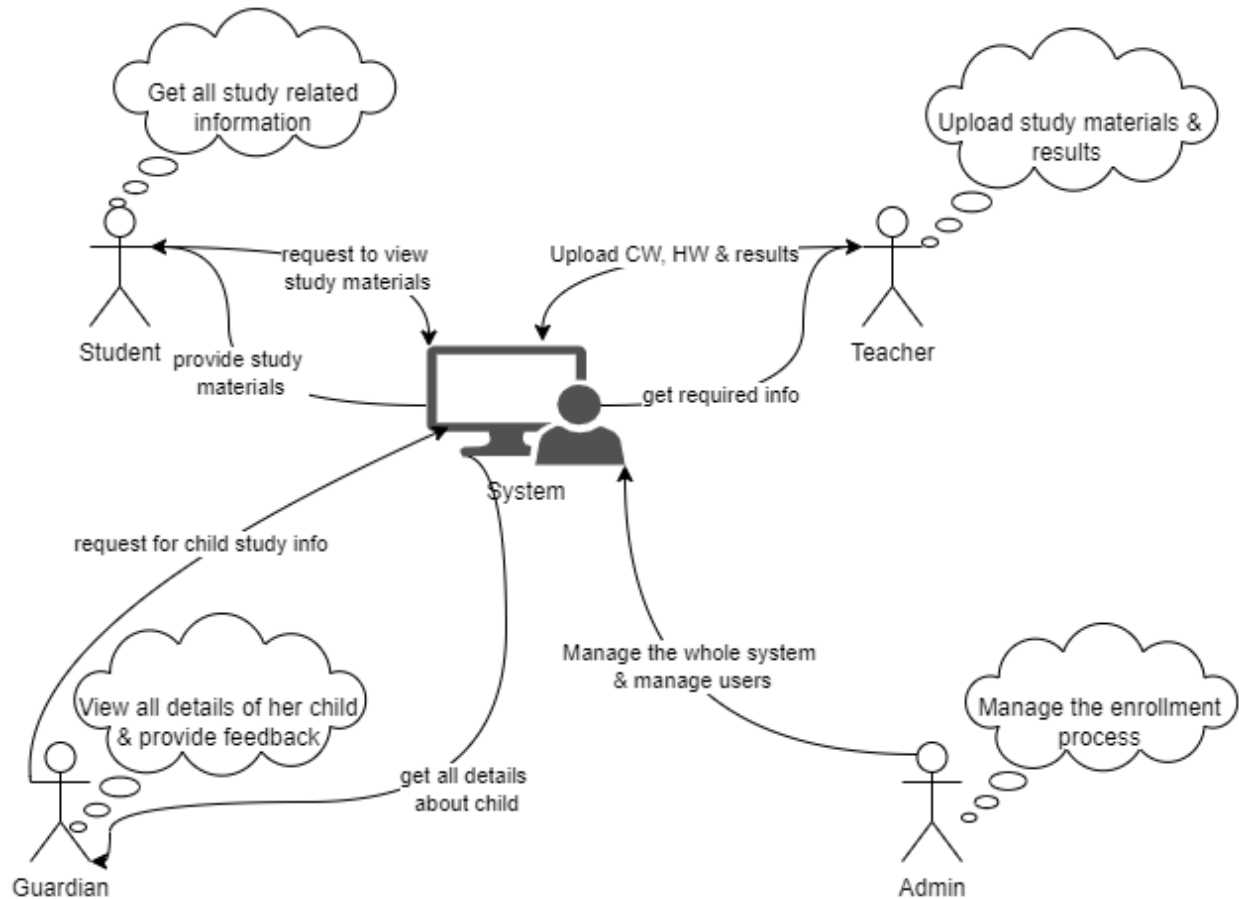 Get all study related
information
Upload study materials &
results
request to view
study materials
Upload CW, HW & results
Student
Teacher
provide study
materials
get required info
System
request for child study info
Manage the whole system
& manage users
View all details of her child
& provide feedback
Manage the enrollment
process
get all details
about child
Guardian
Admin